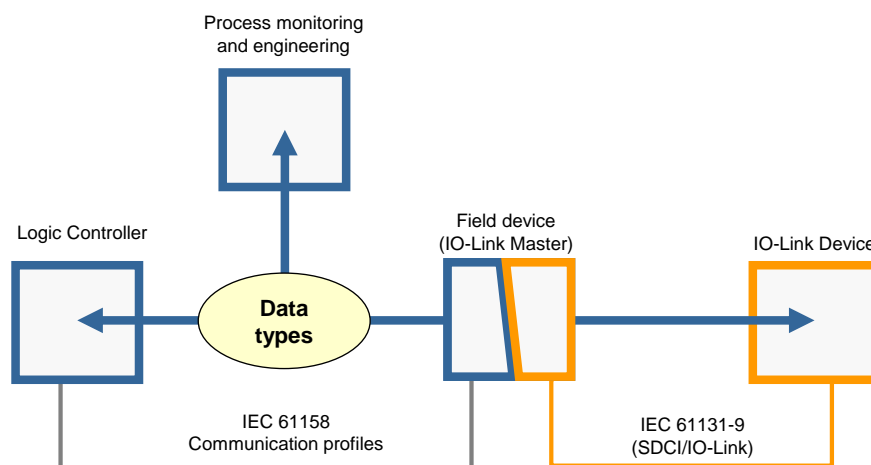 Process monitoring
and engineering
Logic Controller
Field device
(IO-Link Master)
IO-Link Device
Data
types
IEC 61158
Communication profiles
IEC 61131-9
(SDCI/IO-Link)